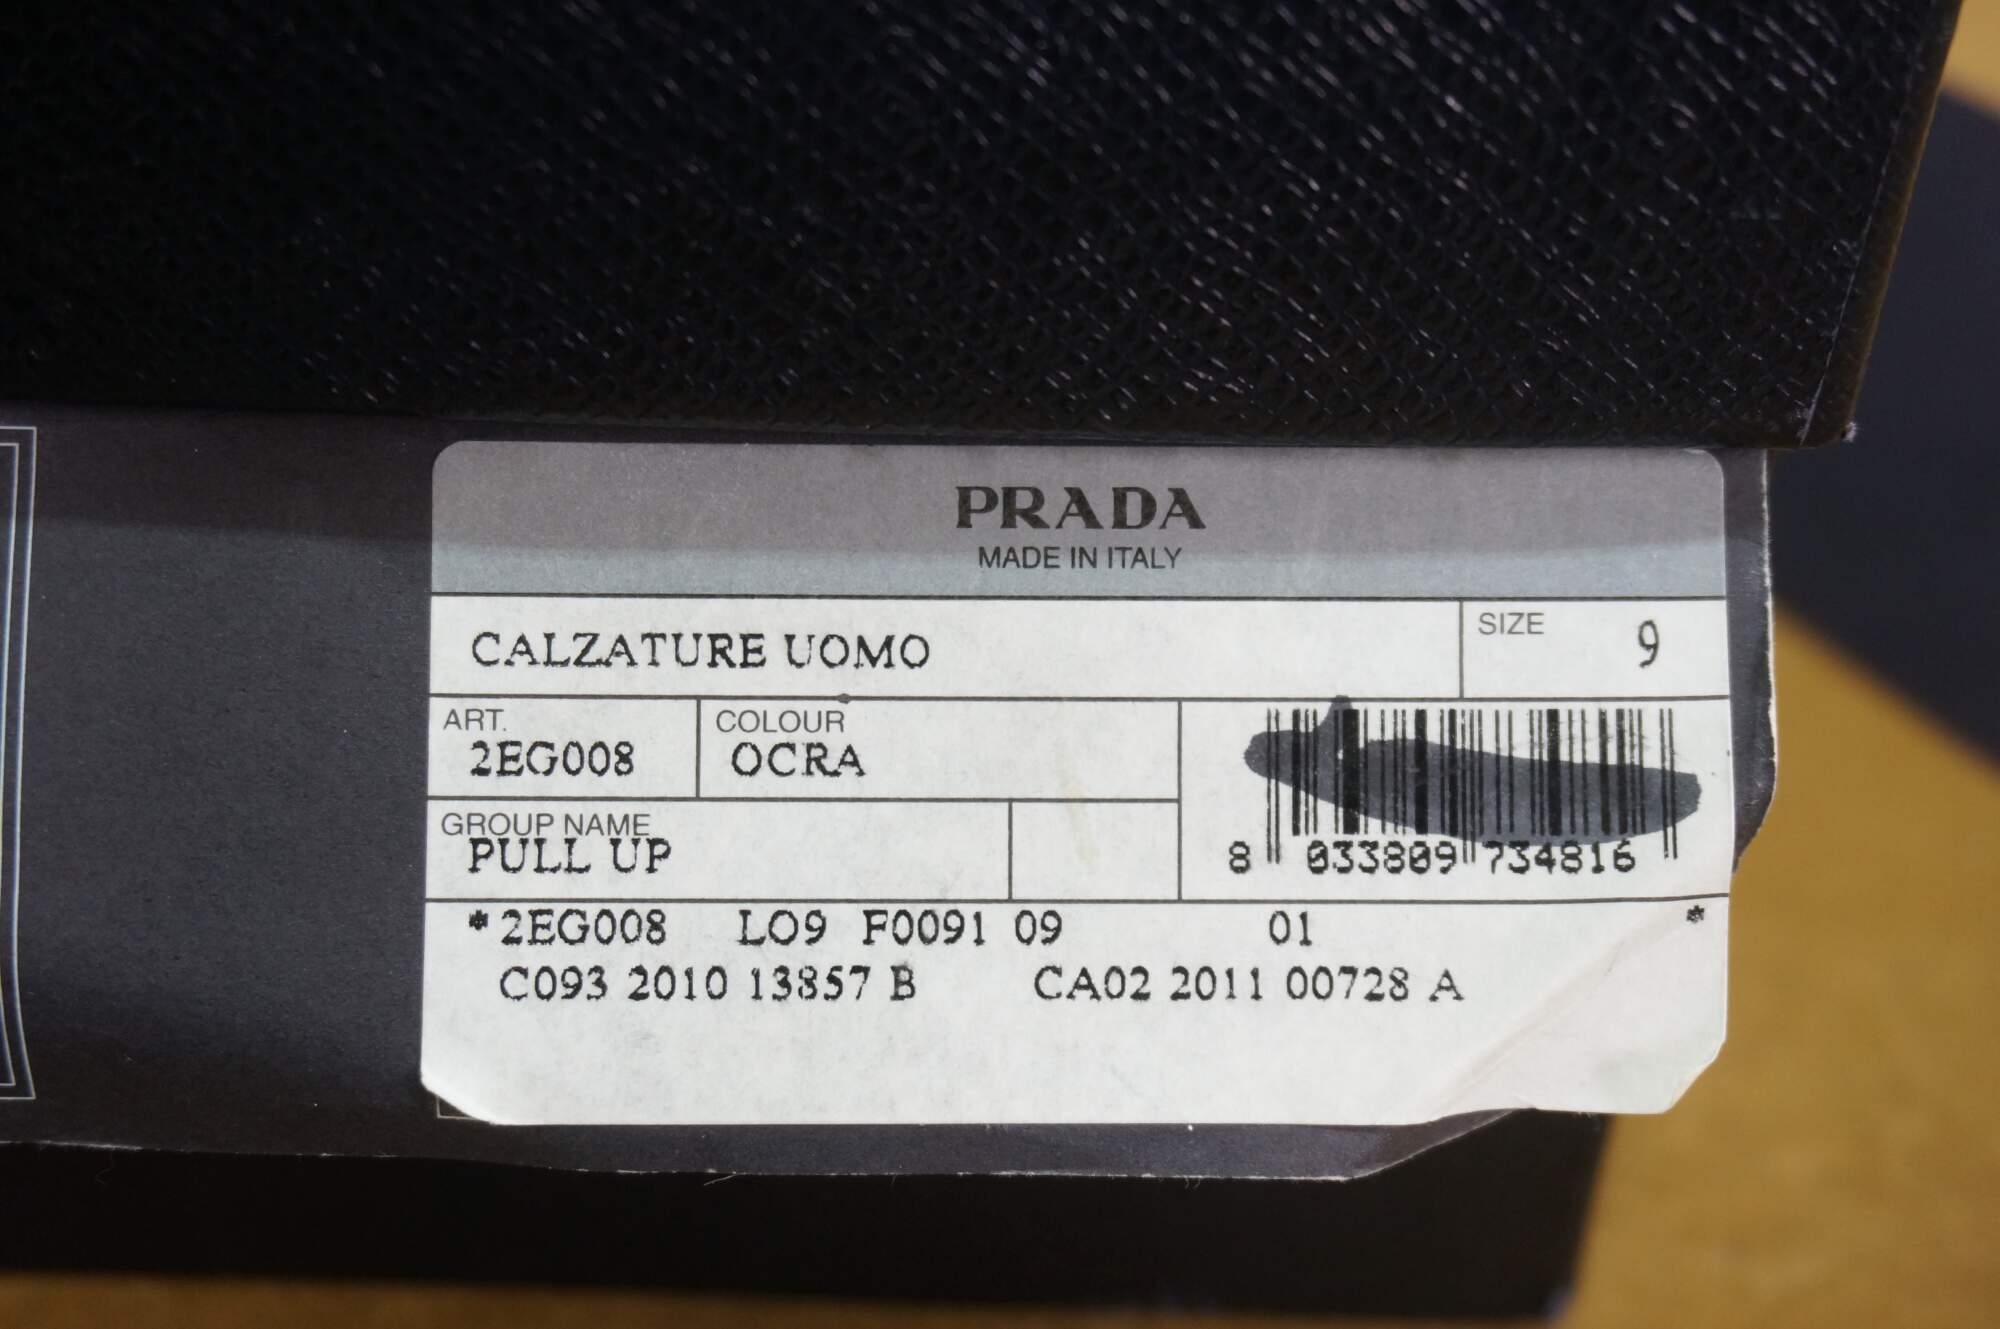 PRADA
MADE IN ITALY
CALZATURE UOMO
SIZE 9
ART.
2EG008
COLOUR
OCRA
GROUP NAME
PULL UP
8 033809 734816
*2EG008 LO9 F0091 09 01 *
C093 2010 13857 B CA02 2011 00728 A